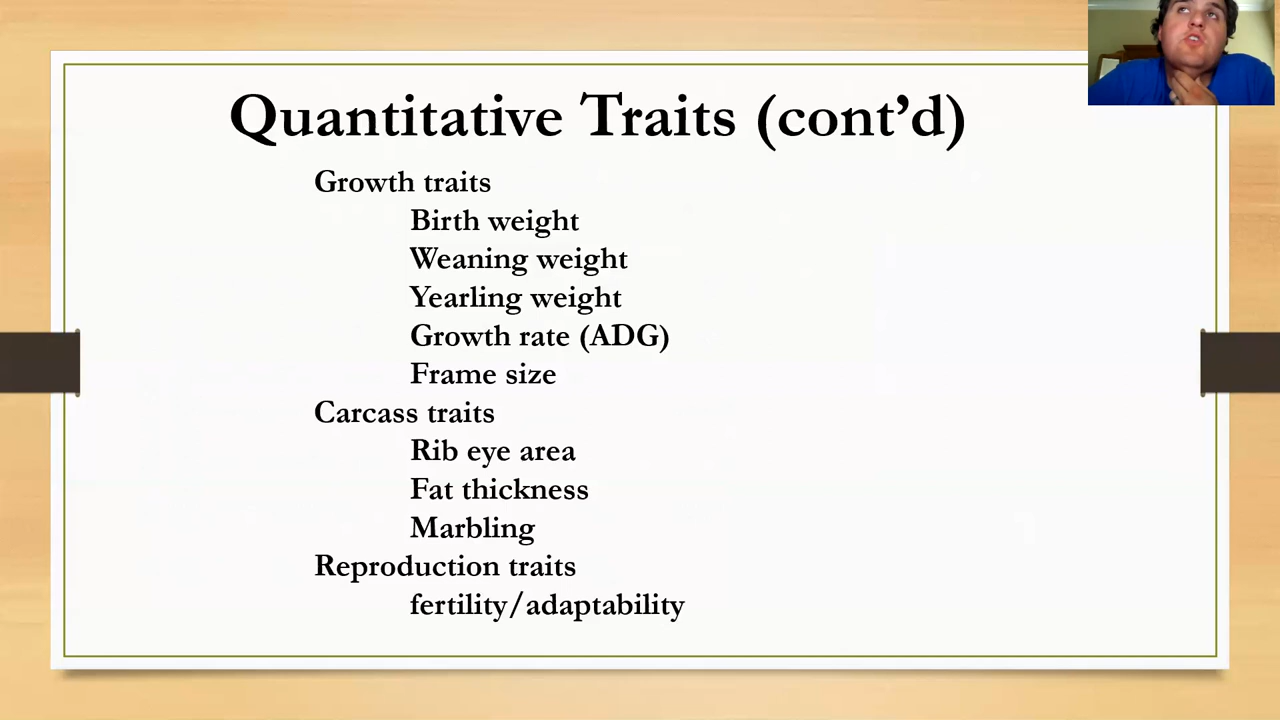 Quantitative Traits (cont’d)
Growth traits
Birth weight
Weaning weight
Yearling weight
Growth rate (ADG)
Frame size
Carcass traits
Rib eye area
Fat thickness
Marbling
Reproduction traits
fertility/adaptability